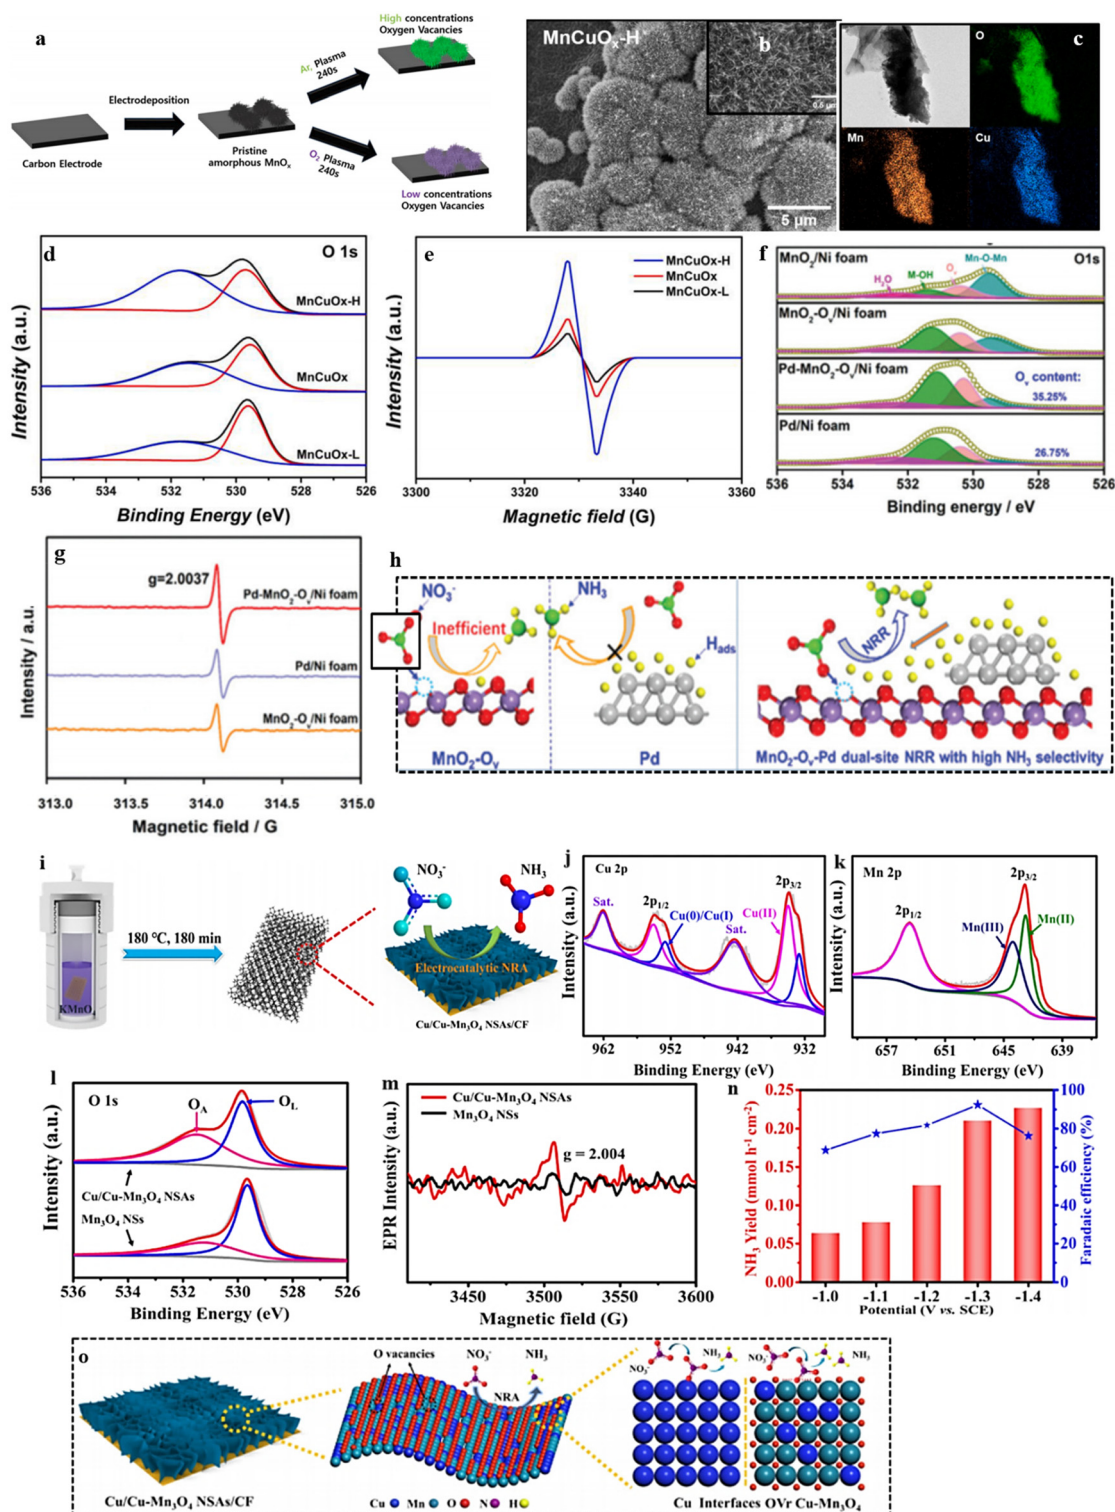 a
High concentrations
Oxygen Vacancies
Ar. Plasma
240s
Electrodeposition
Carbon Electrode
Pristine
amorphous MnOx
O2 Plasma
240s
Low concentrations
Oxygen Vacancies
MnCuOx-H
b
0.5 μm
5 μm
c
O
Mn
Cu
d
O 1s
MnCuOx-H
MnCuOx
MnCuOx-L
Intensity (a.u.)
536 534 532 530 528 526
Binding Energy (eV)
e
MnCuOx-H
MnCuOx
MnCuOx-L
Intensity (a.u.)
3300 3320 3340 3360
Magnetic field (G)
f
MnO2/Ni foam
Mn-O-Mn
O1s
H2O
M-OH
Ov
MnO2-Ov/Ni foam
Pd-MnO2-Ov/Ni foam
Ov content:
35.25%
Pd/Ni foam
26.75%
Intensity (a.u.)
536 534 532 530 528 526
Binding energy / eV
g
g=2.0037
Pd-MnO2-Ov/Ni foam
Pd/Ni foam
MnO2-Ov/Ni foam
Intensity / a.u.
313.0 313.5 314.0 314.5 315.0
Magnetic field / G
h
NO3-
Inefficient
NH3
Hads
NRR
MnO2-Ov
Pd
MnO2-Ov-Pd dual-site NRR with high NH3 selectivity
i
180 °C, 180 min
KMnO4
NO3-
NH3
Electrocatalytic NRA
Cu/Cu-Mn3O4 NSAs/CF
j
Cu 2p
2p3/2
2p1/2
Sat.
Cu(0)/Cu(I)
Cu(II)
Sat.
Intensity (a.u.)
962 952 942 932
Binding Energy (eV)
k
Mn 2p
2p3/2
2p1/2
Mn(III)
Mn(II)
Intensity (a.u.)
657 651 645 639
Binding Energy (eV)
l
O 1s
OA
OL
Cu/Cu-Mn3O4 NSAs
Mn3O4 NSs
Intensity (a.u.)
536 534 532 530 528 526
Binding Energy (eV)
m
Cu/Cu-Mn3O4 NSAs
Mn3O4 NSs
g = 2.004
EPR Intensity (a.u.)
3450 3500 3550 3600
Magnetic field (G)
n
NH3 Yield (mmol h-1 cm-2)
0.25
0.20
0.15
0.10
0.05
0.00
100
80
60
40
20
0
Faradaic efficiency (%)
-1.0 -1.1 -1.2 -1.3 -1.4
Potential (V vs. SCE)
o
O vacancies
NO3-
NH3
NRA
NO3-
NH3
NO3-
NH3
Cu/Cu-Mn3O4 NSAs/CF
Cu Mn O N H
Cu Interfaces OVr Cu-Mn3O4